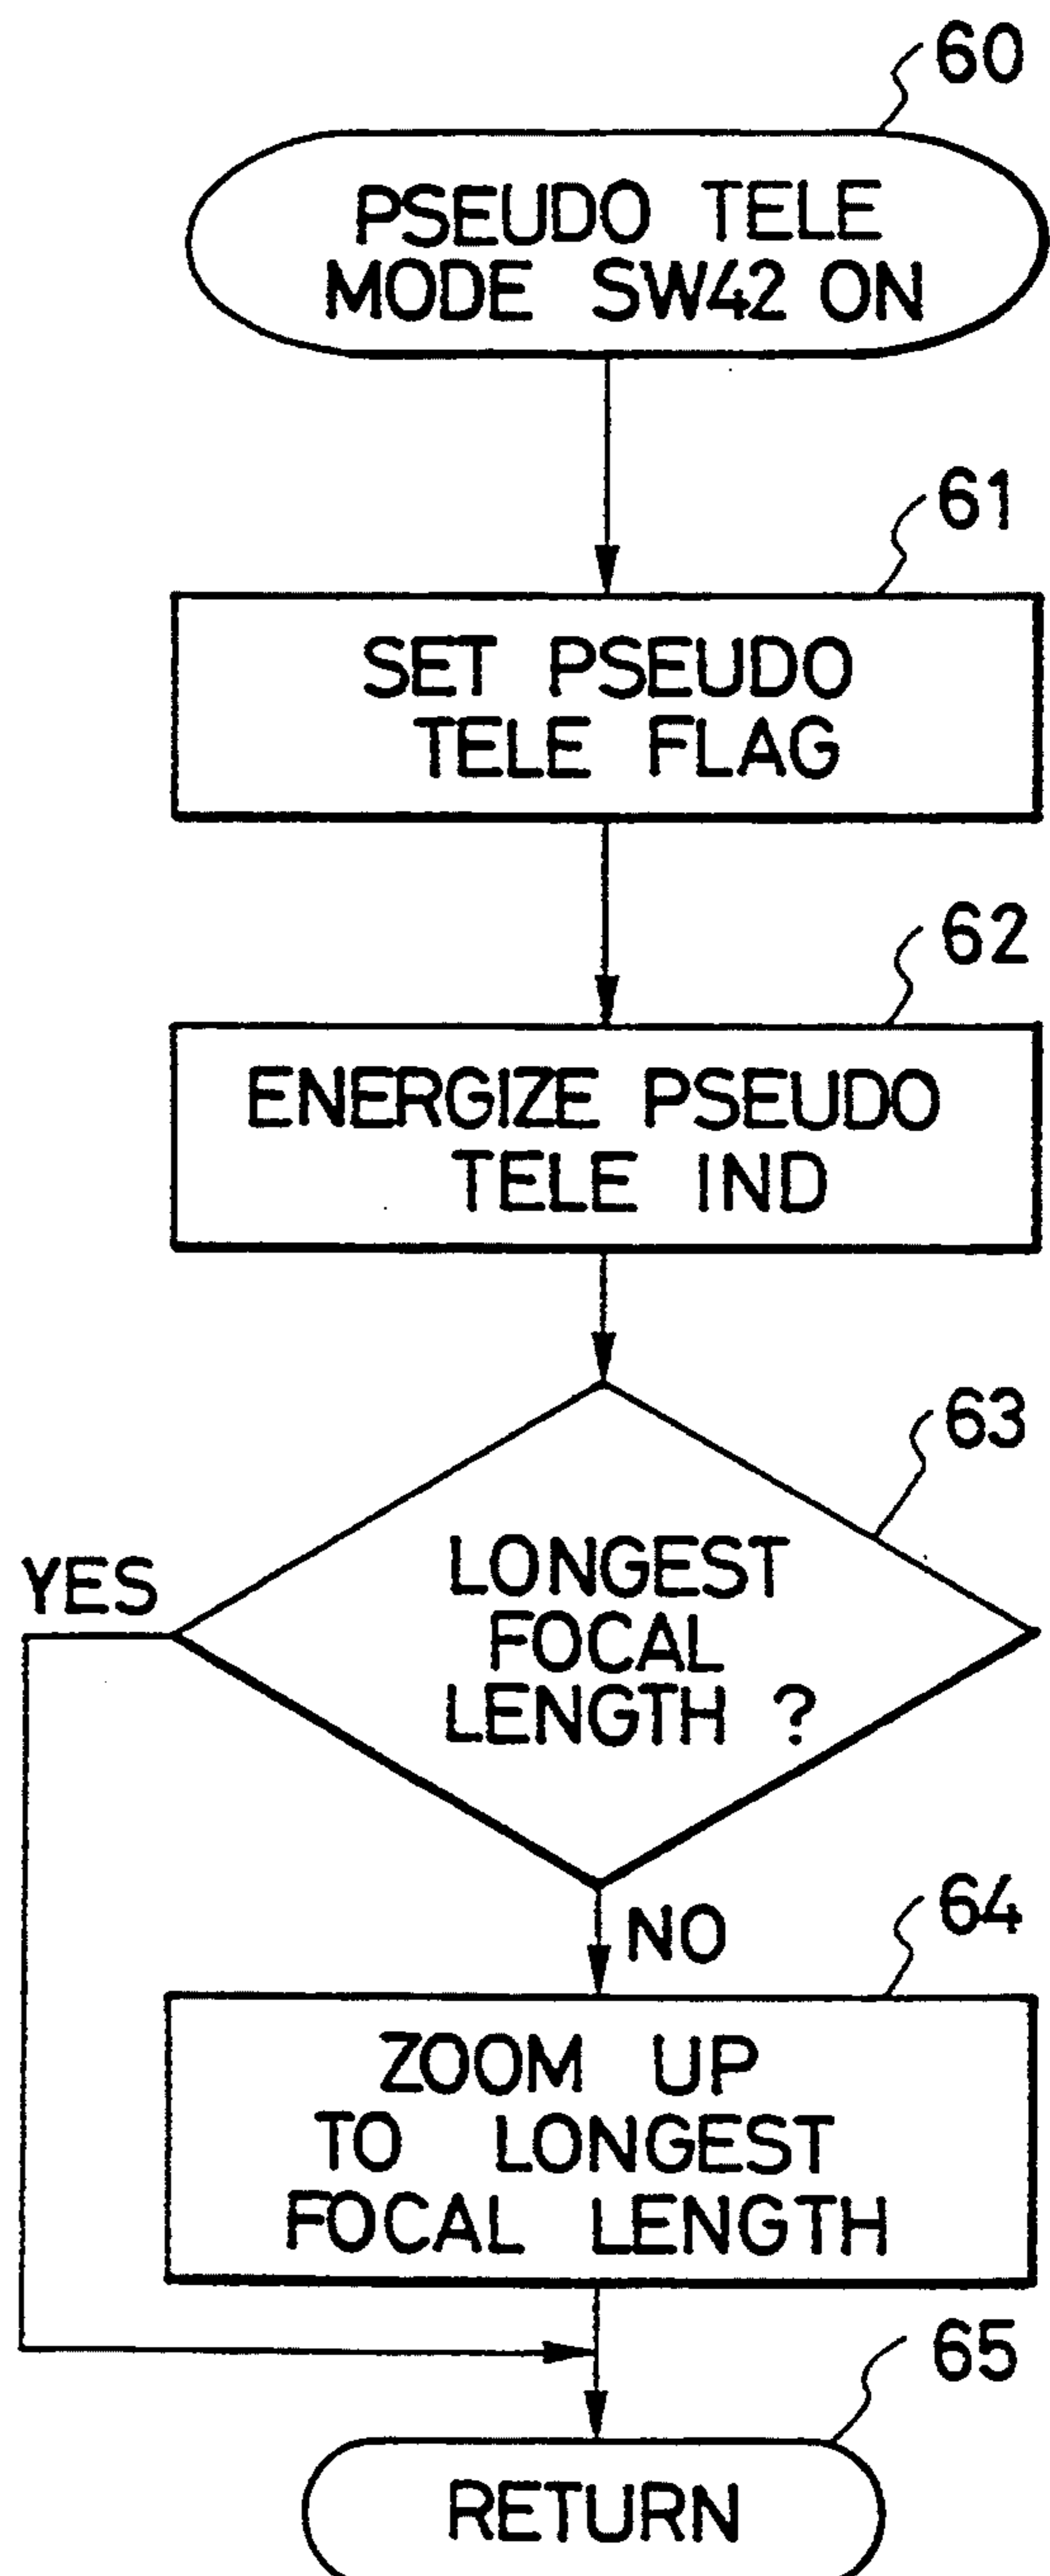 60
PSEUDO TELE
MODE SW42 ON
61
SET PSEUDO
TELE FLAG
62
ENERGIZE PSEUDO
TELE IND
63
YES
LONGEST
FOCAL
LENGTH ?
NO
64
ZOOM UP
TO LONGEST
FOCAL LENGTH
65
RETURN